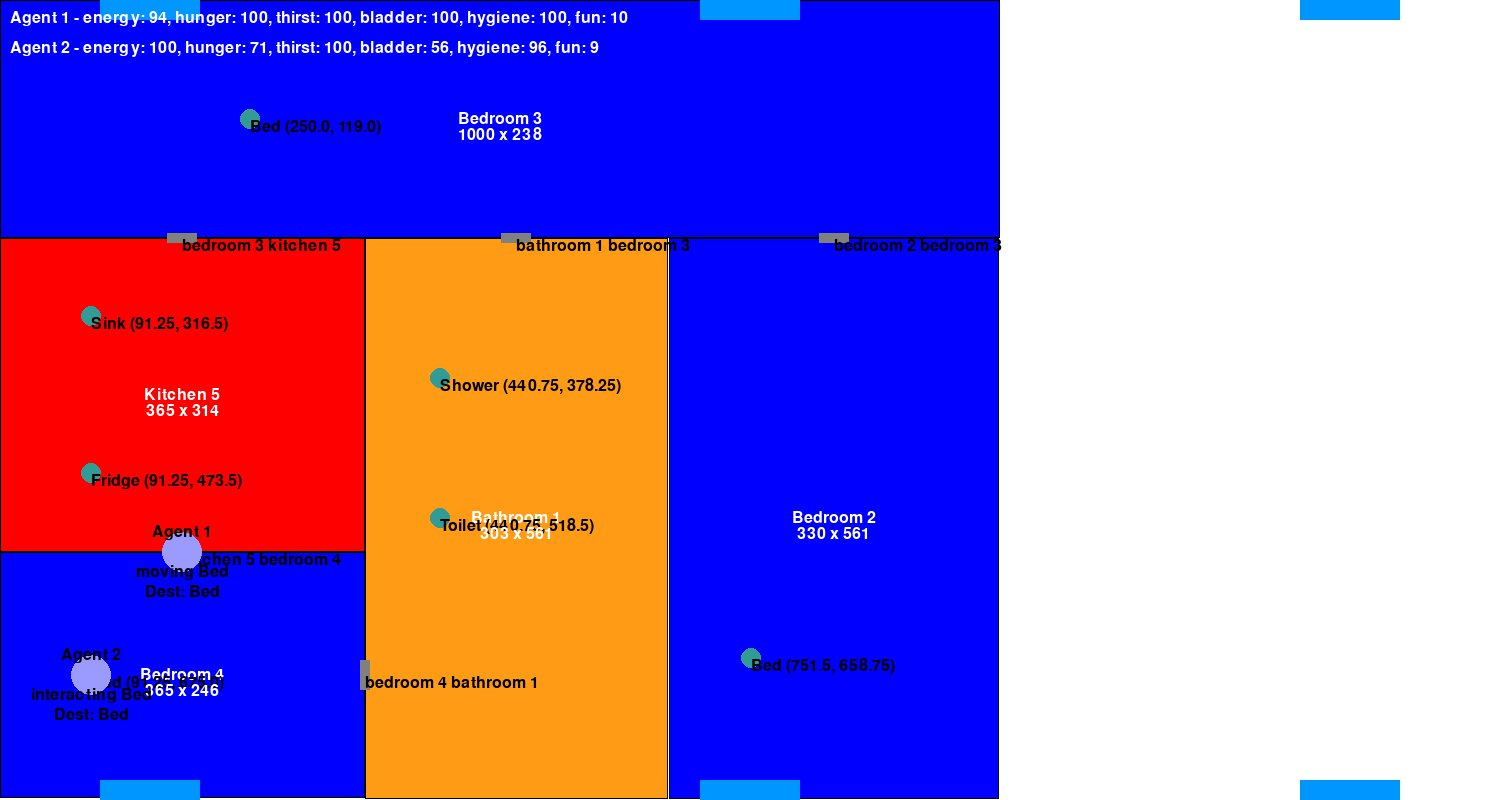 Agent 1 - energy: 94, hunger: 100, thirst: 100, bladder: 100, hygiene: 100, fun: 10
Agent 2 - energy: 100, hunger: 71, thirst: 100, bladder: 56, hygiene: 96, fun: 9
Bedroom 3
1000 x 238
Bed (250.0, 119.0)
bedroom 3 kitchen 5
bathroom 1 bedroom 3
bedroom 2 bedroom 3
Sink (91.25, 316.5)
Shower (440.75, 378.25)
Kitchen 5
365 x 314
Fridge (91.25, 473.5)
Bathroom 1
303 x 561
Toilet (440.75, 518.5)
Bedroom 2
330 x 561
Agent 1
chen 5 bedroom 4
moving Bed
Dest: Bed
Agent 2
Bedroom 4
365 x 246
interacting Bed
Dest: Bed
bedroom 4 bathroom 1
Bed (751.5, 658.75)